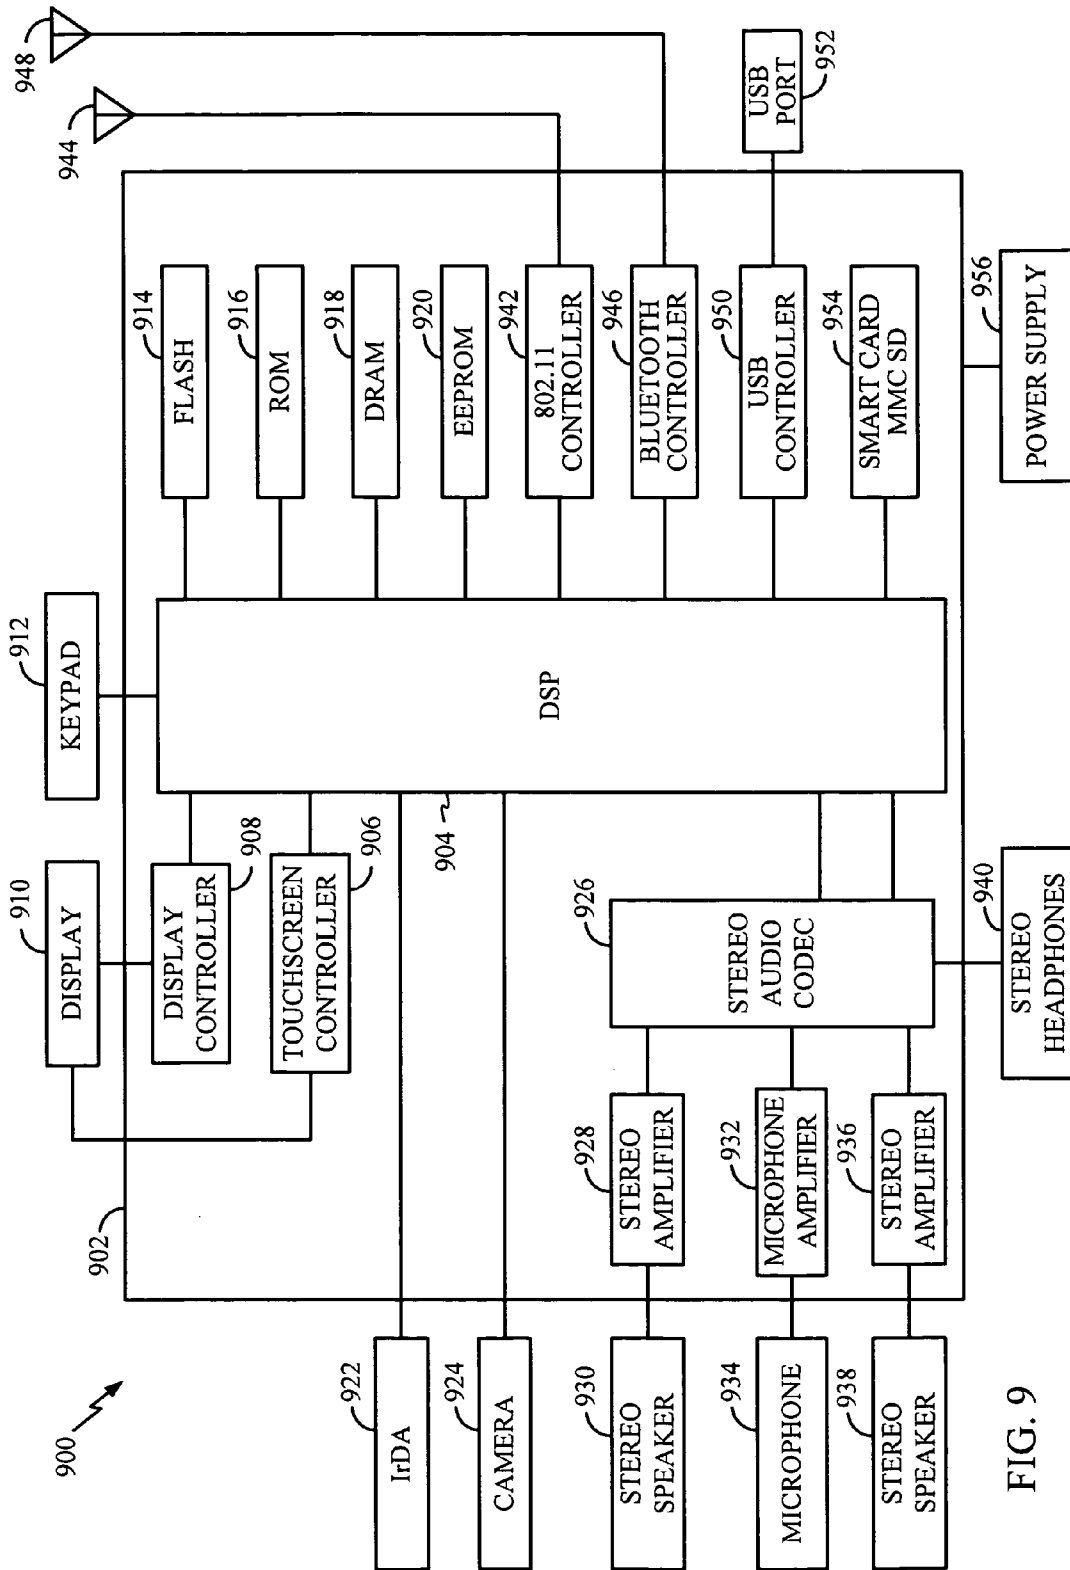 900
902
910
DISPLAY
912
KEYPAD
944
948
DISPLAY
CONTROLLER
908
TOUCHSCREEN
CONTROLLER
906
904
DSP
914
FLASH
916
ROM
918
DRAM
920
EEPROM
942
802.11
CONTROLLER
946
BLUETOOTH
CONTROLLER
950
USB
CONTROLLER
954
SMART CARD
MMC SD
USB
PORT
952
922
IrDA
924
CAMERA
930
STEREO
SPEAKER
934
MICROPHONE
938
STEREO
SPEAKER
928
STEREO
AMPLIFIER
932
MICROPHONE
AMPLIFIER
936
STEREO
AMPLIFIER
926
STEREO
AUDIO
CODEC
940
STEREO
HEADPHONES
956
POWER SUPPLY
FIG. 9